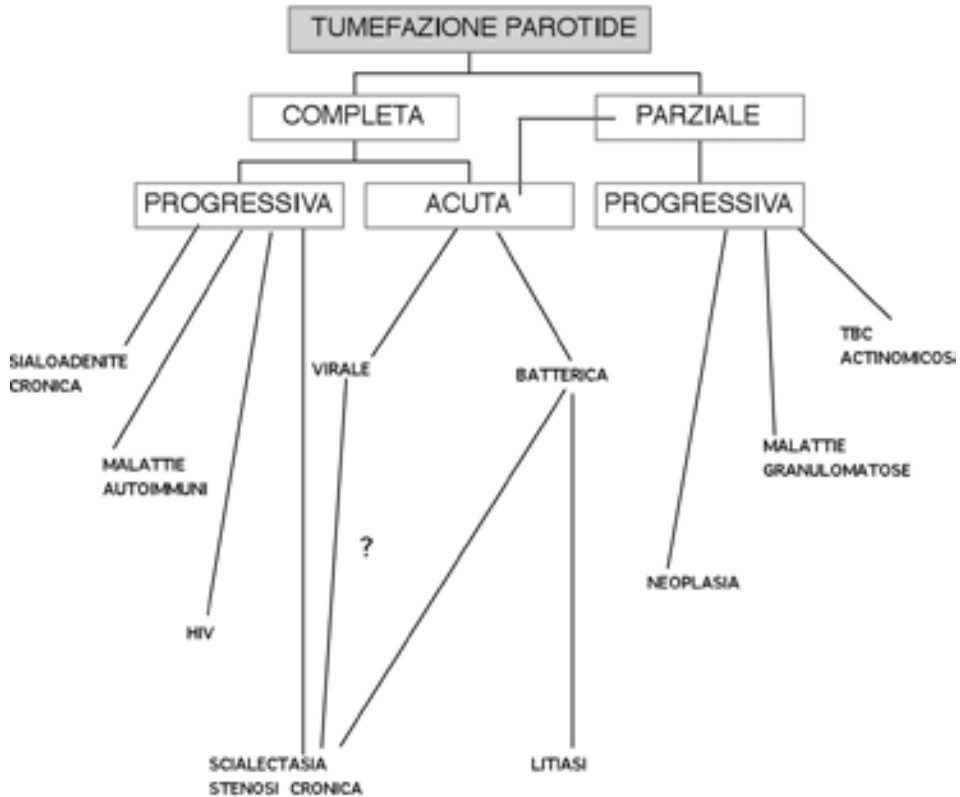 TUMEFAZIONE PAROTIDE
COMPLETA
PARZIALE
PROGRESSIVA
ACUTA
PROGRESSIVA
SIALOADENITE
CRONICA
VIRALE
BATTERICA
TBC
ACTINOMICOSI
MALATTIE
AUTOIMMUNI
MALATTIE
GRANULOMATOSE
?
NEOPLASIA
HIV
SCIALECTASIA
STENOSI CRONICA
LITIASI